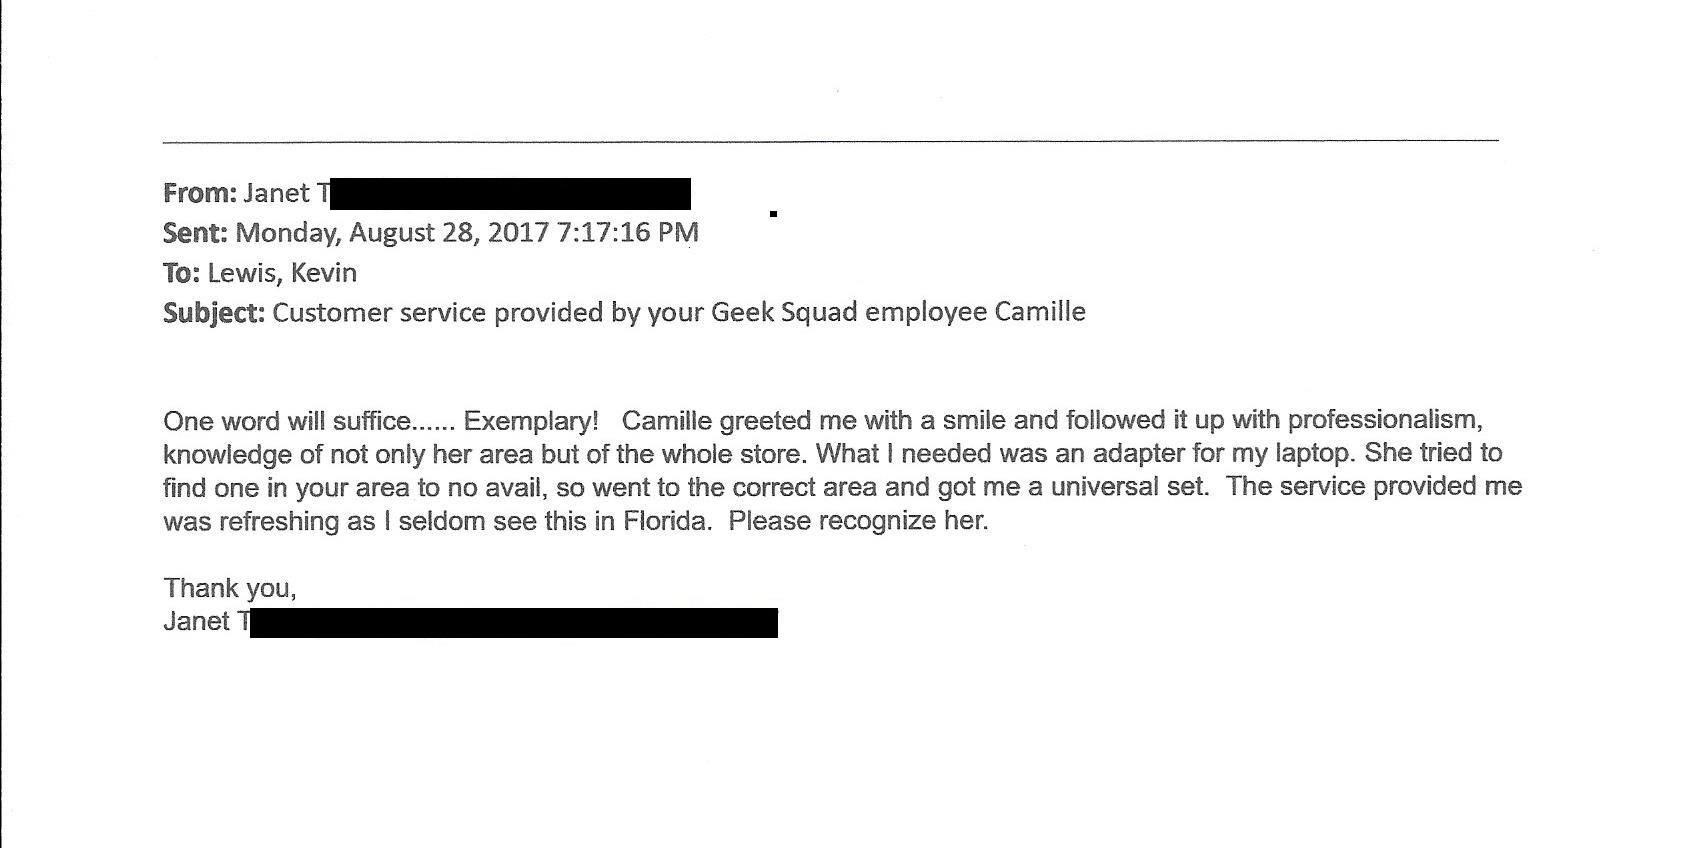 From: Janet T
Sent: Monday, August 28, 2017 7:17:16 PM
To: Lewis, Kevin
Subject: Customer service provided by your Geek Squad employee Camille
One word will suffice...... Exemplary!   Camille greeted me with a smile and followed it up with professionalism,
knowledge of not only her area but of the whole store. What I needed was an adapter for my laptop. She tried to
find one in your area to no avail, so went to the correct area and got me a universal set.  The service provided me
was refreshing as I seldom see this in Florida.  Please recognize her.
Thank you,
Janet T